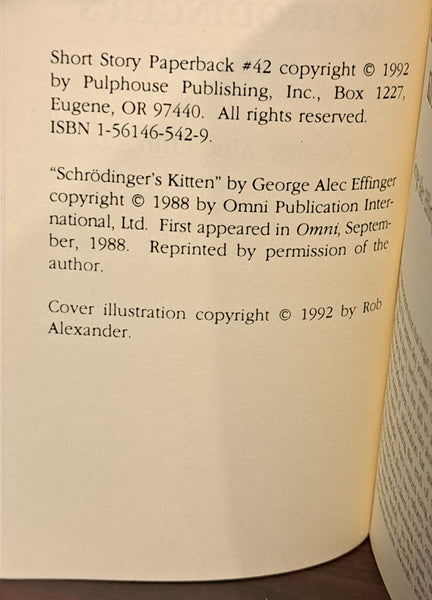 Short Story Paperback #42 copyright © 1992
by Pulphouse Publishing, Inc., Box 1227,
Eugene, OR 97440. All rights reserved.
ISBN 1-56146-542-9.
"Schrödinger's Kitten" by George Alec Effinger
copyright © 1988 by Omni Publication Inter-
national, Ltd. First appeared in Omni, Septem-
ber, 1988. Reprinted by permission of the
author.
Cover illustration copyright © 1992 by Rob
Alexander.